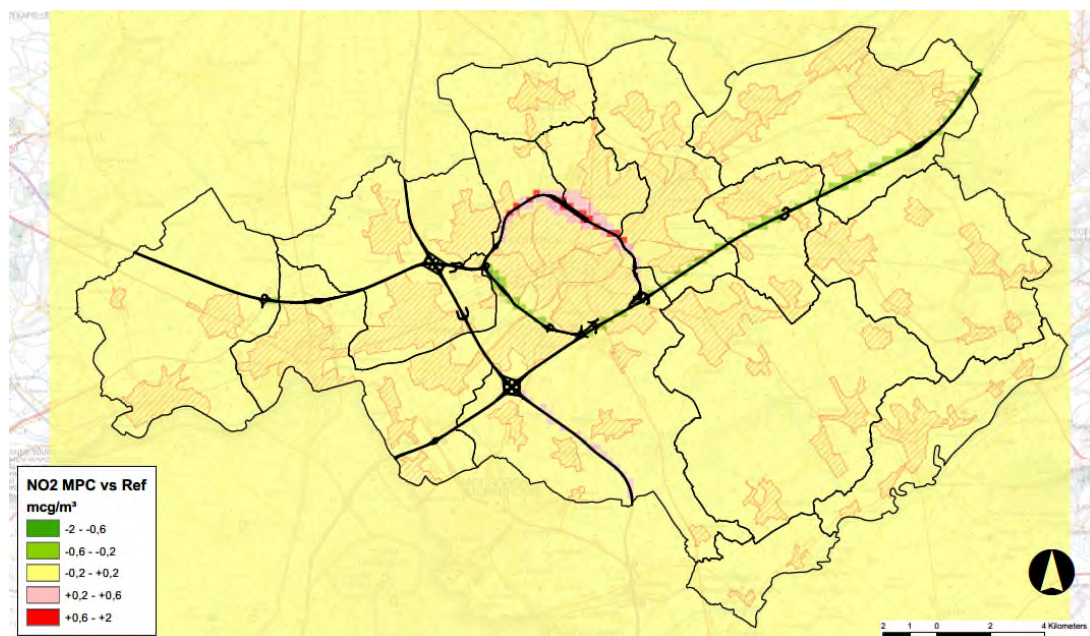 NO2 MPC vs Ref
mcg/m³
-2 - -0,6
-0,6 - -0,2
-0,2 - +0,2
+0,2 - +0,6
+0,6 - +2
2 1 0 2 4 Kilometers